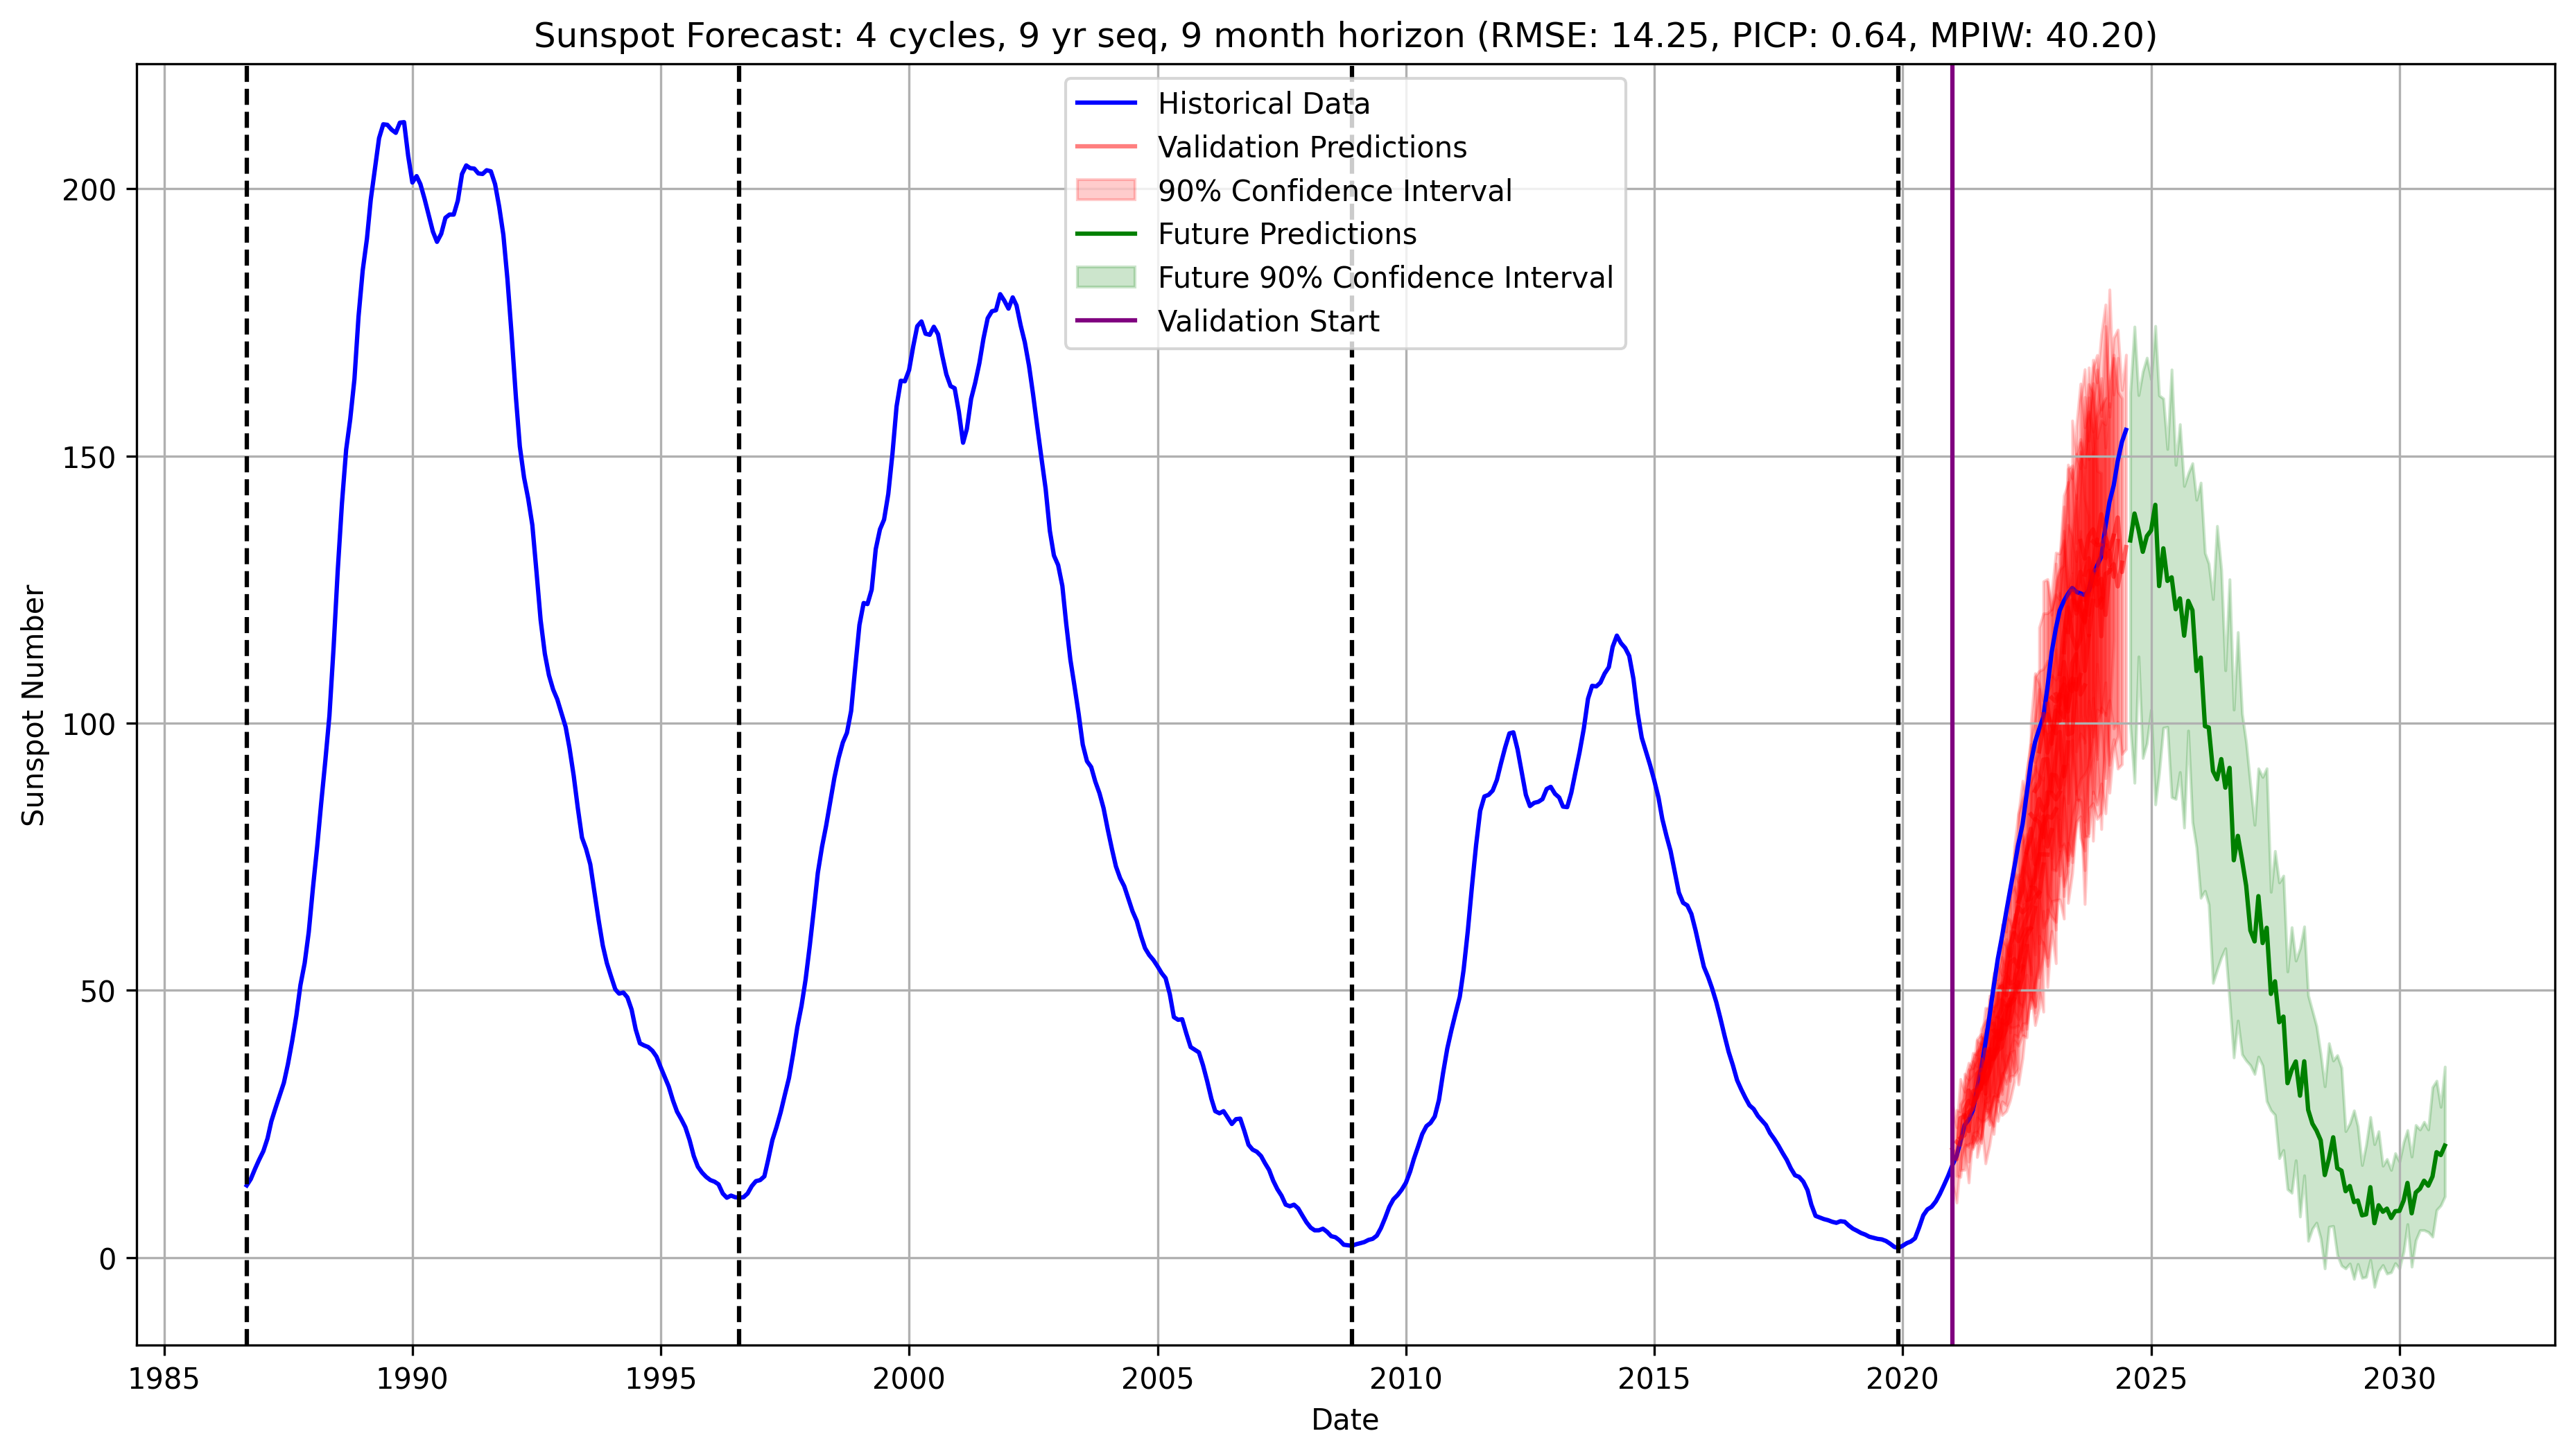 Sunspot Forecast: 4 cycles, 9 yr seq, 9 month horizon (RMSE: 14.25, PICP: 0.64, MPIW: 40.20)
Historical Data
Validation Predictions
90% Confidence Interval
Future Predictions
Future 90% Confidence Interval
Validation Start
Sunspot Number
200
150
100
50
0
1985 1990 1995 2000 2005 2010 2015 2020 2025 2030
Date